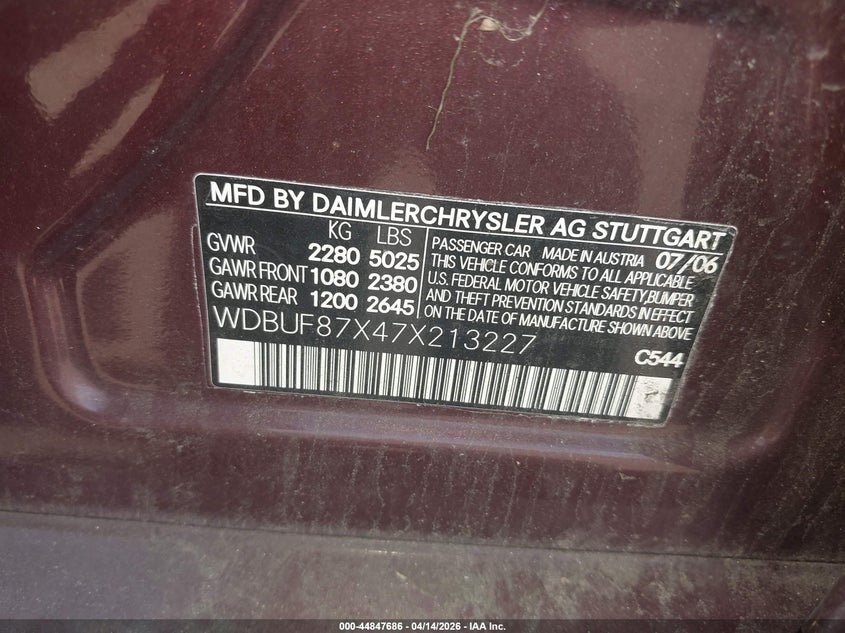 MFD BY DAIMLERCHRYSLER AG STUTTGART
KG LBS
GVWR 2280 5025
GAWR FRONT 1080 2380
GAWR REAR 1200 2645
PASSENGER CAR MADE IN AUSTRIA 07/06
THIS VEHICLE CONFORMS TO ALL APPLICABLE
U.S. FEDERAL MOTOR VEHICLE SAFETY,BUMPER
AND THEFT PREVENTION STANDARDS IN EFFECT
ON THE DATE OF MANUFACTURE SHOWN ABOVE
WDBUF87X47X213227
C544
000-44847686 - 04/14/2026 - IAA Inc.